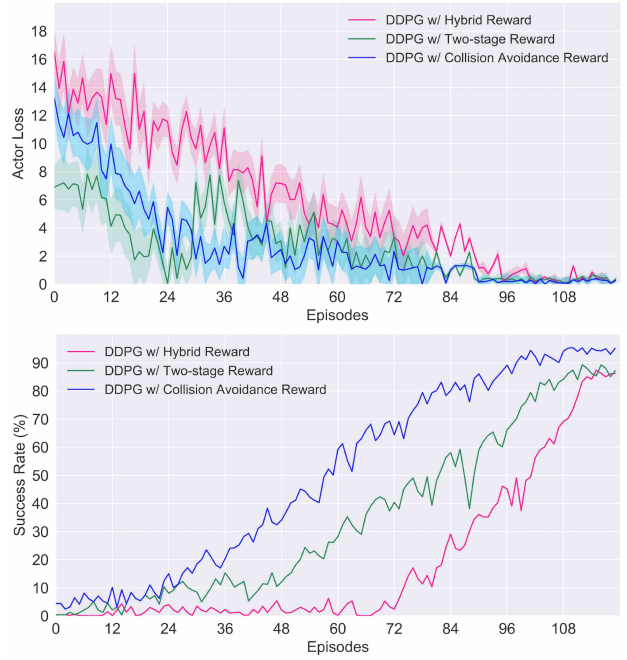 DDPG w/ Hybrid Reward
DDPG w/ Two-stage Reward
DDPG w/ Collision Avoidance Reward
Actor Loss
18
16
14
12
10
8
6
4
2
0
0 12 24 36 48 60 72 84 96 108
Episodes
DDPG w/ Hybrid Reward
DDPG w/ Two-stage Reward
DDPG w/ Collision Avoidance Reward
Success Rate (%)
90
80
70
60
50
40
30
20
10
0
0 12 24 36 48 60 72 84 96 108
Episodes